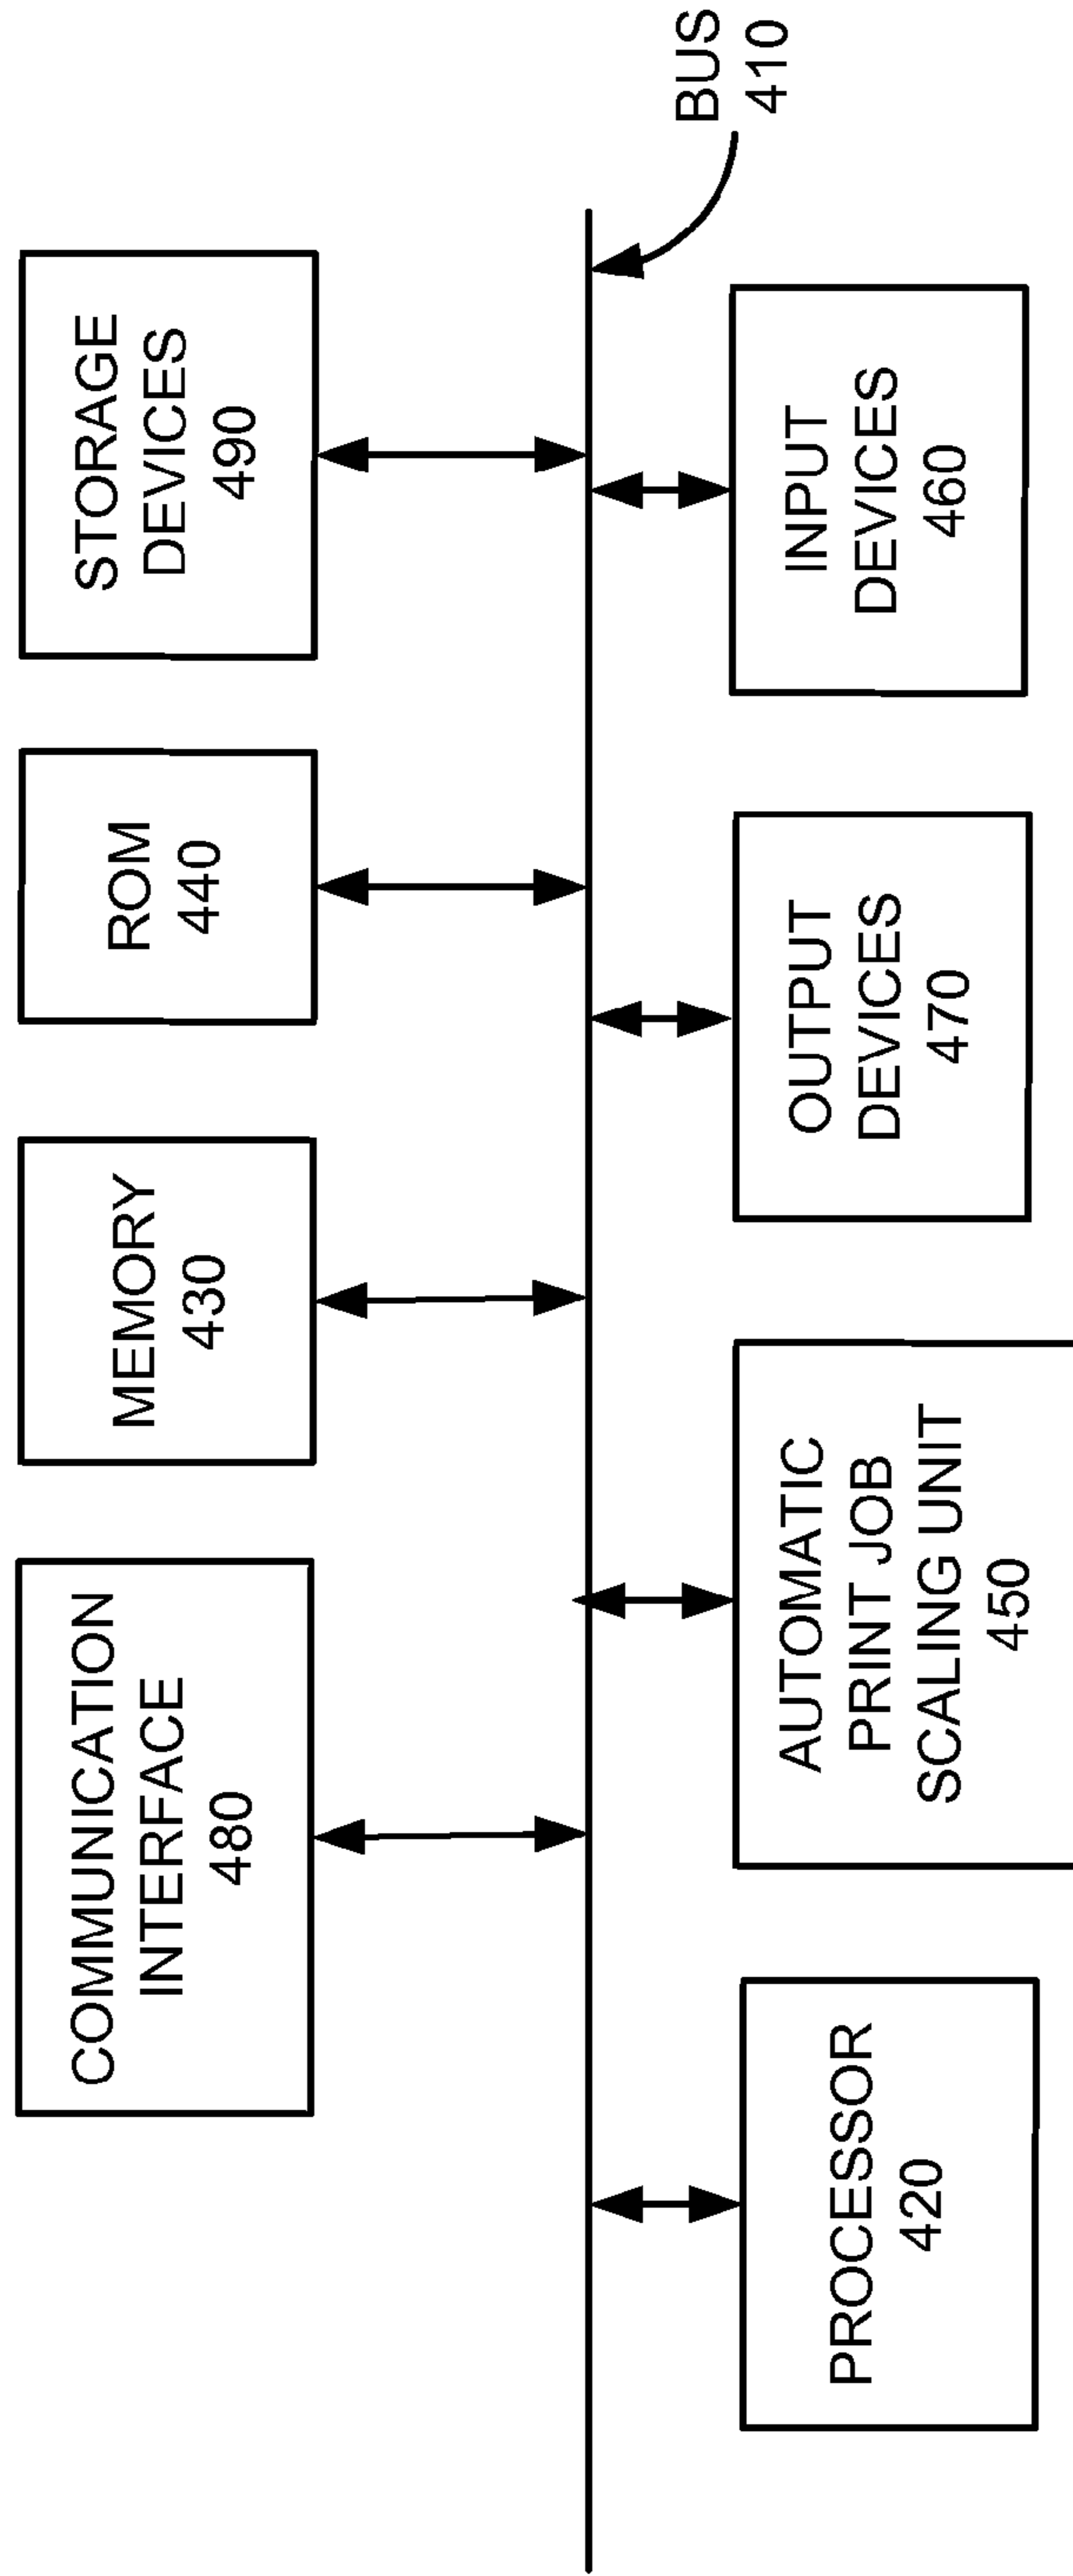 COMMUNICATION
INTERFACE
480
MEMORY
430
ROM
440
STORAGE
DEVICES
490
BUS
410
PROCESSOR
420
AUTOMATIC
PRINT JOB
SCALING UNIT
450
OUTPUT
DEVICES
470
INPUT
DEVICES
460